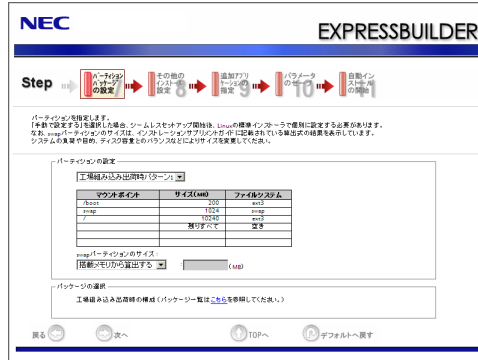 NEC
EXPRESSBUILDER
Step
パーティション
パッケージ
の設定
7
その他の
インストール
設定
8
追加アプリ
ケーションの
指定
9
パラメータ
のセーブ
10
自動イン
ストール
の開始
パーティションを指定します。
「手動で設定する」を選択した場合、シームレスセットアップ開始後、Linuxの標準インストーラで個別に設定する必要があります。
なお、swapパーティションのサイズは、インストレーションサプリメントガイドに記載されている算出式の結果を表示しています。
システムの負荷や目的、ディスク容量とのバランスなどによりサイズを変更してください。
パーティションの設定
工場組み込み出荷時パターン1
マウントポイント サイズ(MB) ファイルシステム
/boot 200 ext3
swap 1024 swap
/ 10240 ext3
残りすべて 空き
swapパーティションのサイズ:
搭載メモリから算出する : (MB)
パッケージの選択
工場組み込み出荷時の構成(パッケージ一覧はこちらを参照してください。)
戻る 次へ TOPへ デフォルトへ戻す